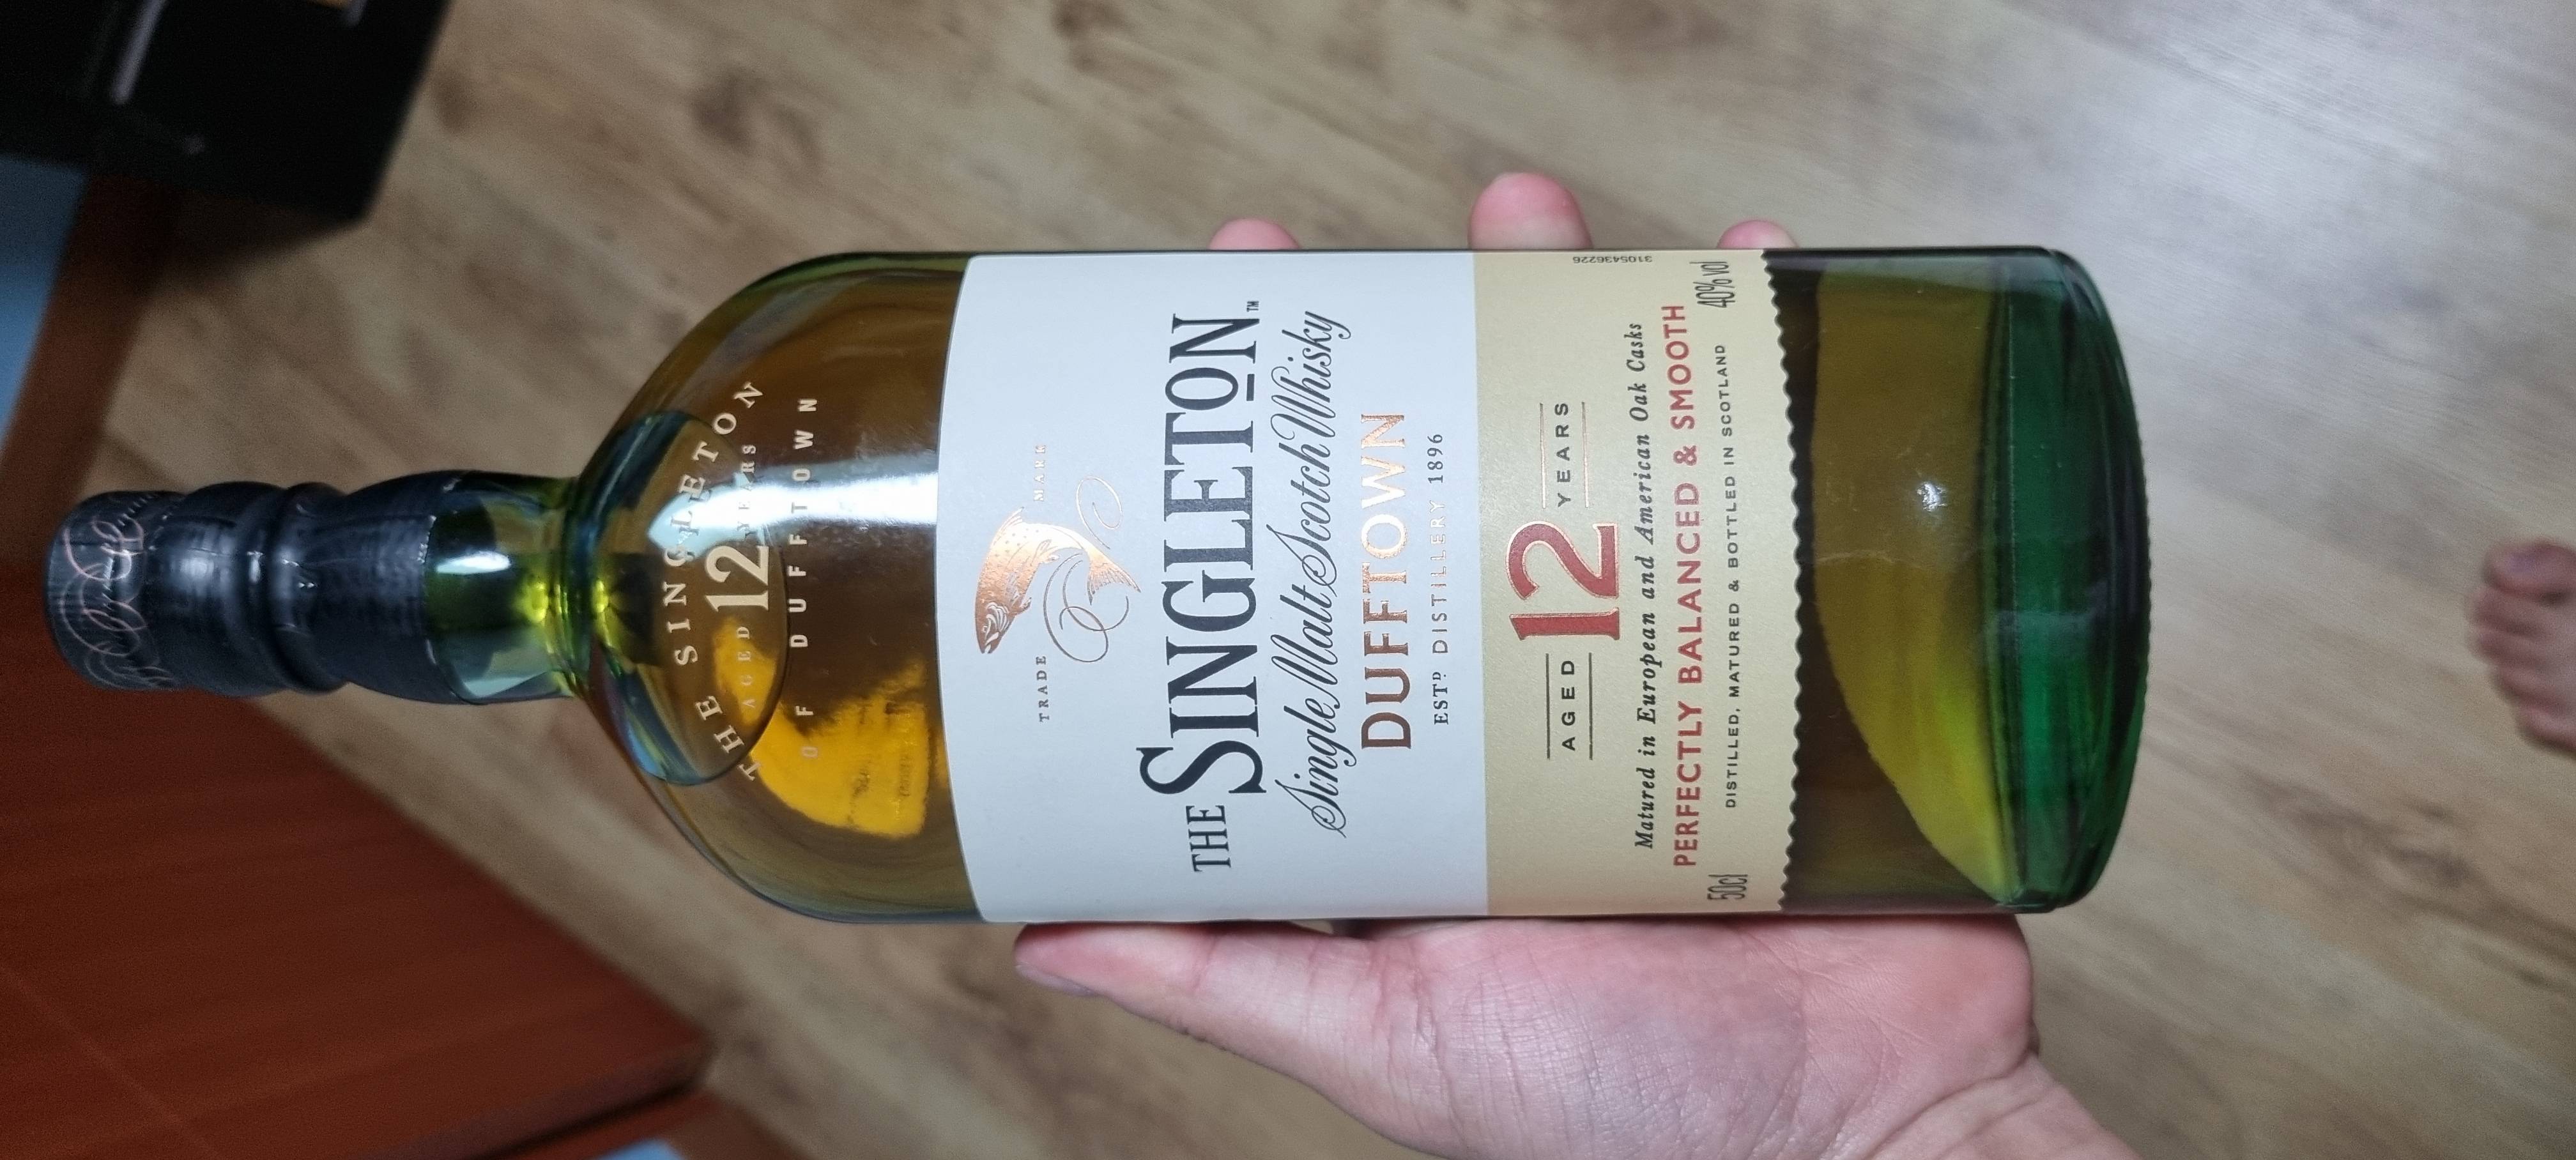 THE SINGLETON
AGED 12 YEARS
OF DUFFTOWN
TRADE MARK
THE SINGLETON™
Single Malt Scotch Whisky
DUFFTOWN
ESTD DISTILLERY 1896
AGED 12 YEARS
Matured in European and American Oak Casks
PERFECTLY BALANCED & SMOOTH
50cl DISTILLED, MATURED & BOTTLED IN SCOTLAND 40% vol
3105436226